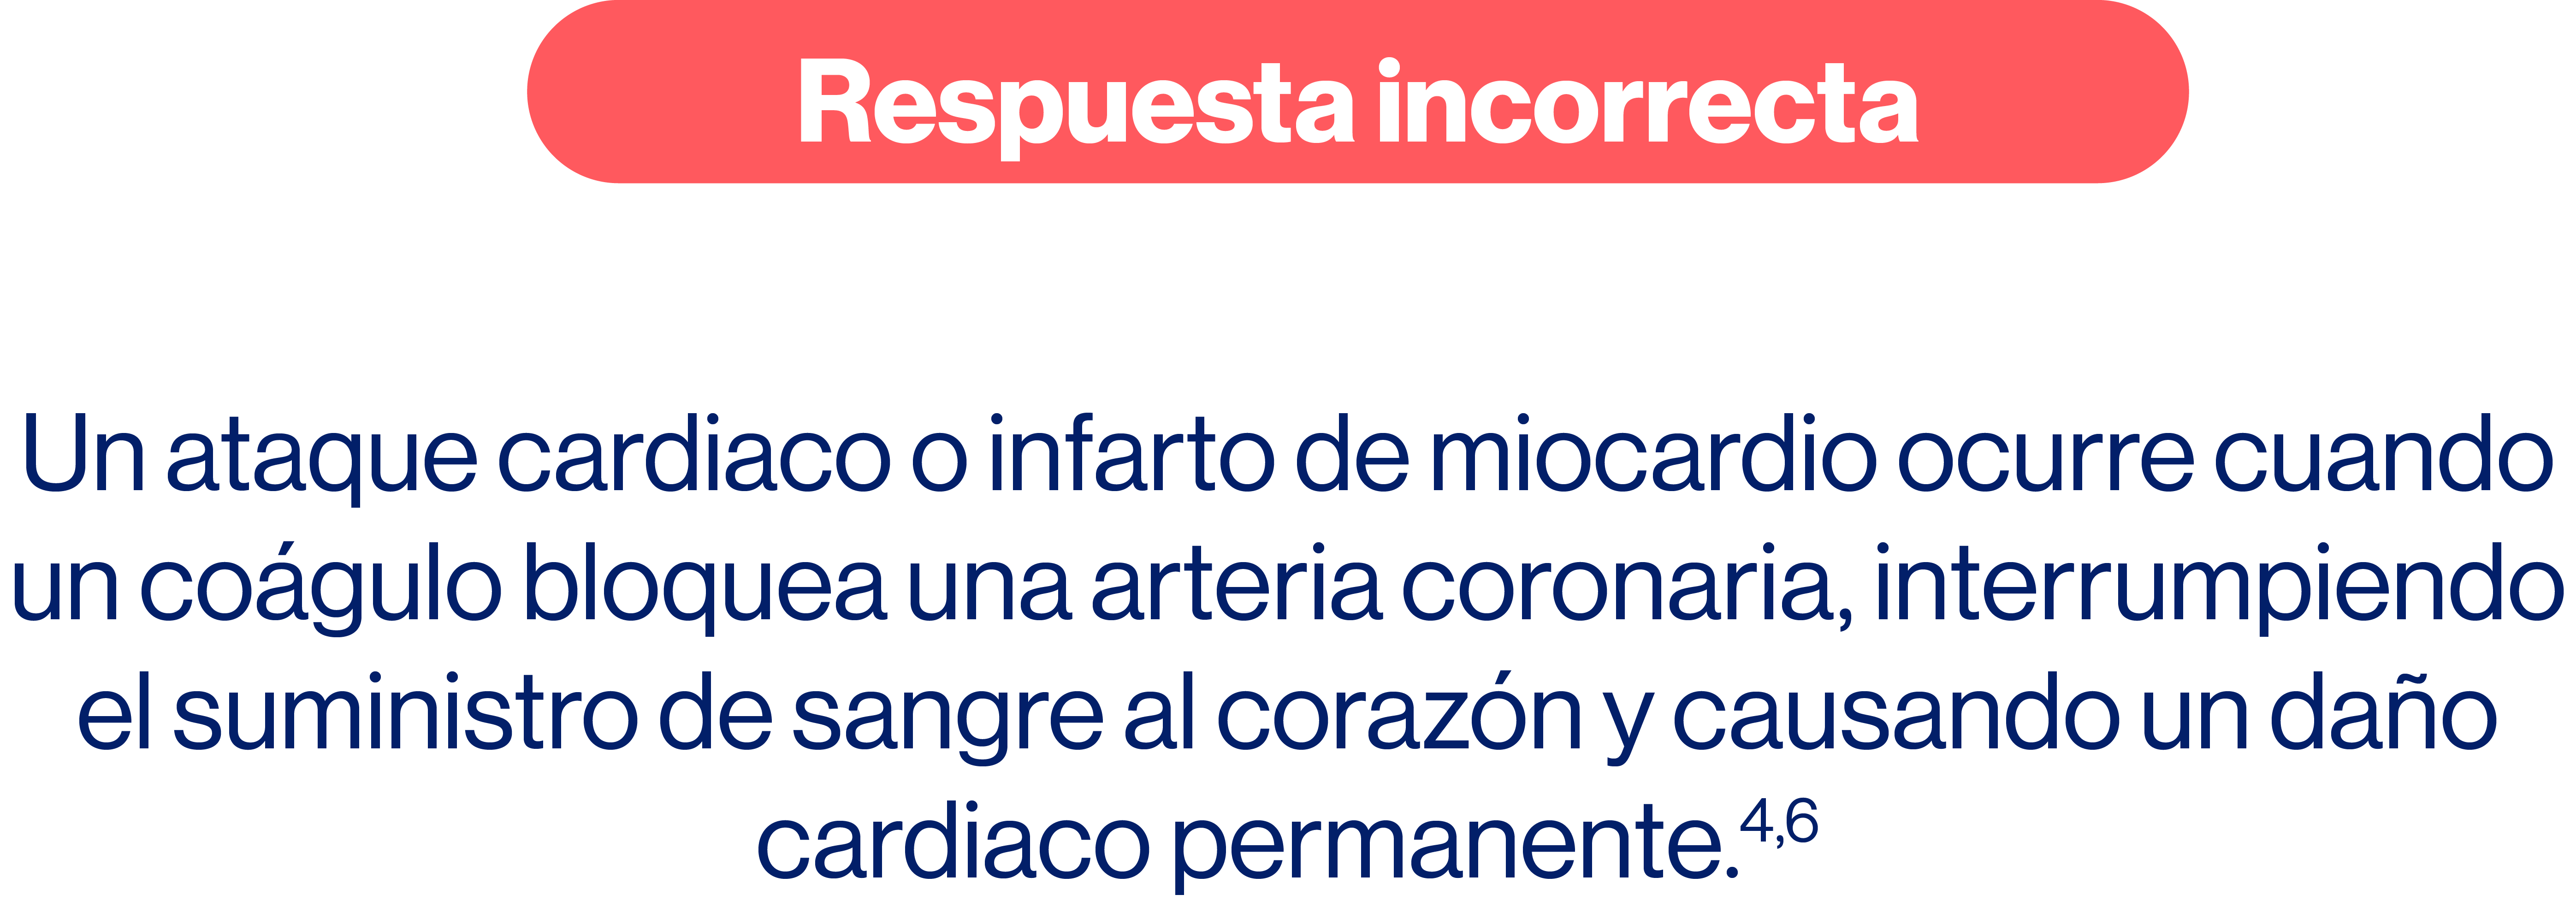 Respuesta incorrecta
Un ataque cardiaco o infarto de miocardio ocurre cuando
un coágulo bloquea una arteria coronaria, interrumpiendo
el suministro de sangre al corazón y causando un daño
cardiaco permanente.4,6